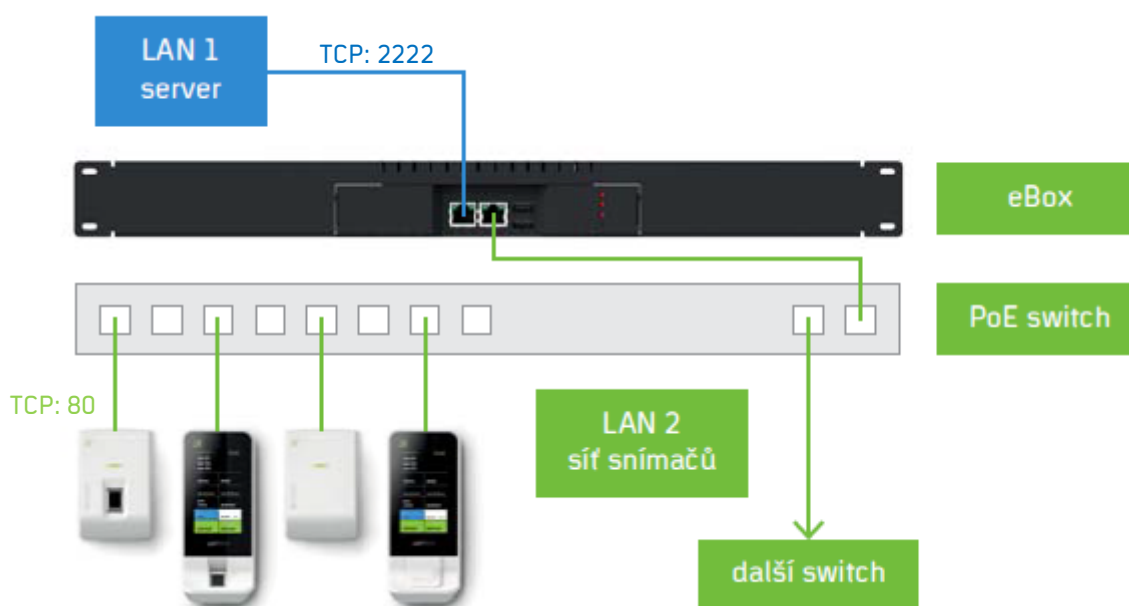 LAN 1
server
TCP: 2222
eBox
PoE switch
TCP: 80
LAN 2
síť snímačů
další switch